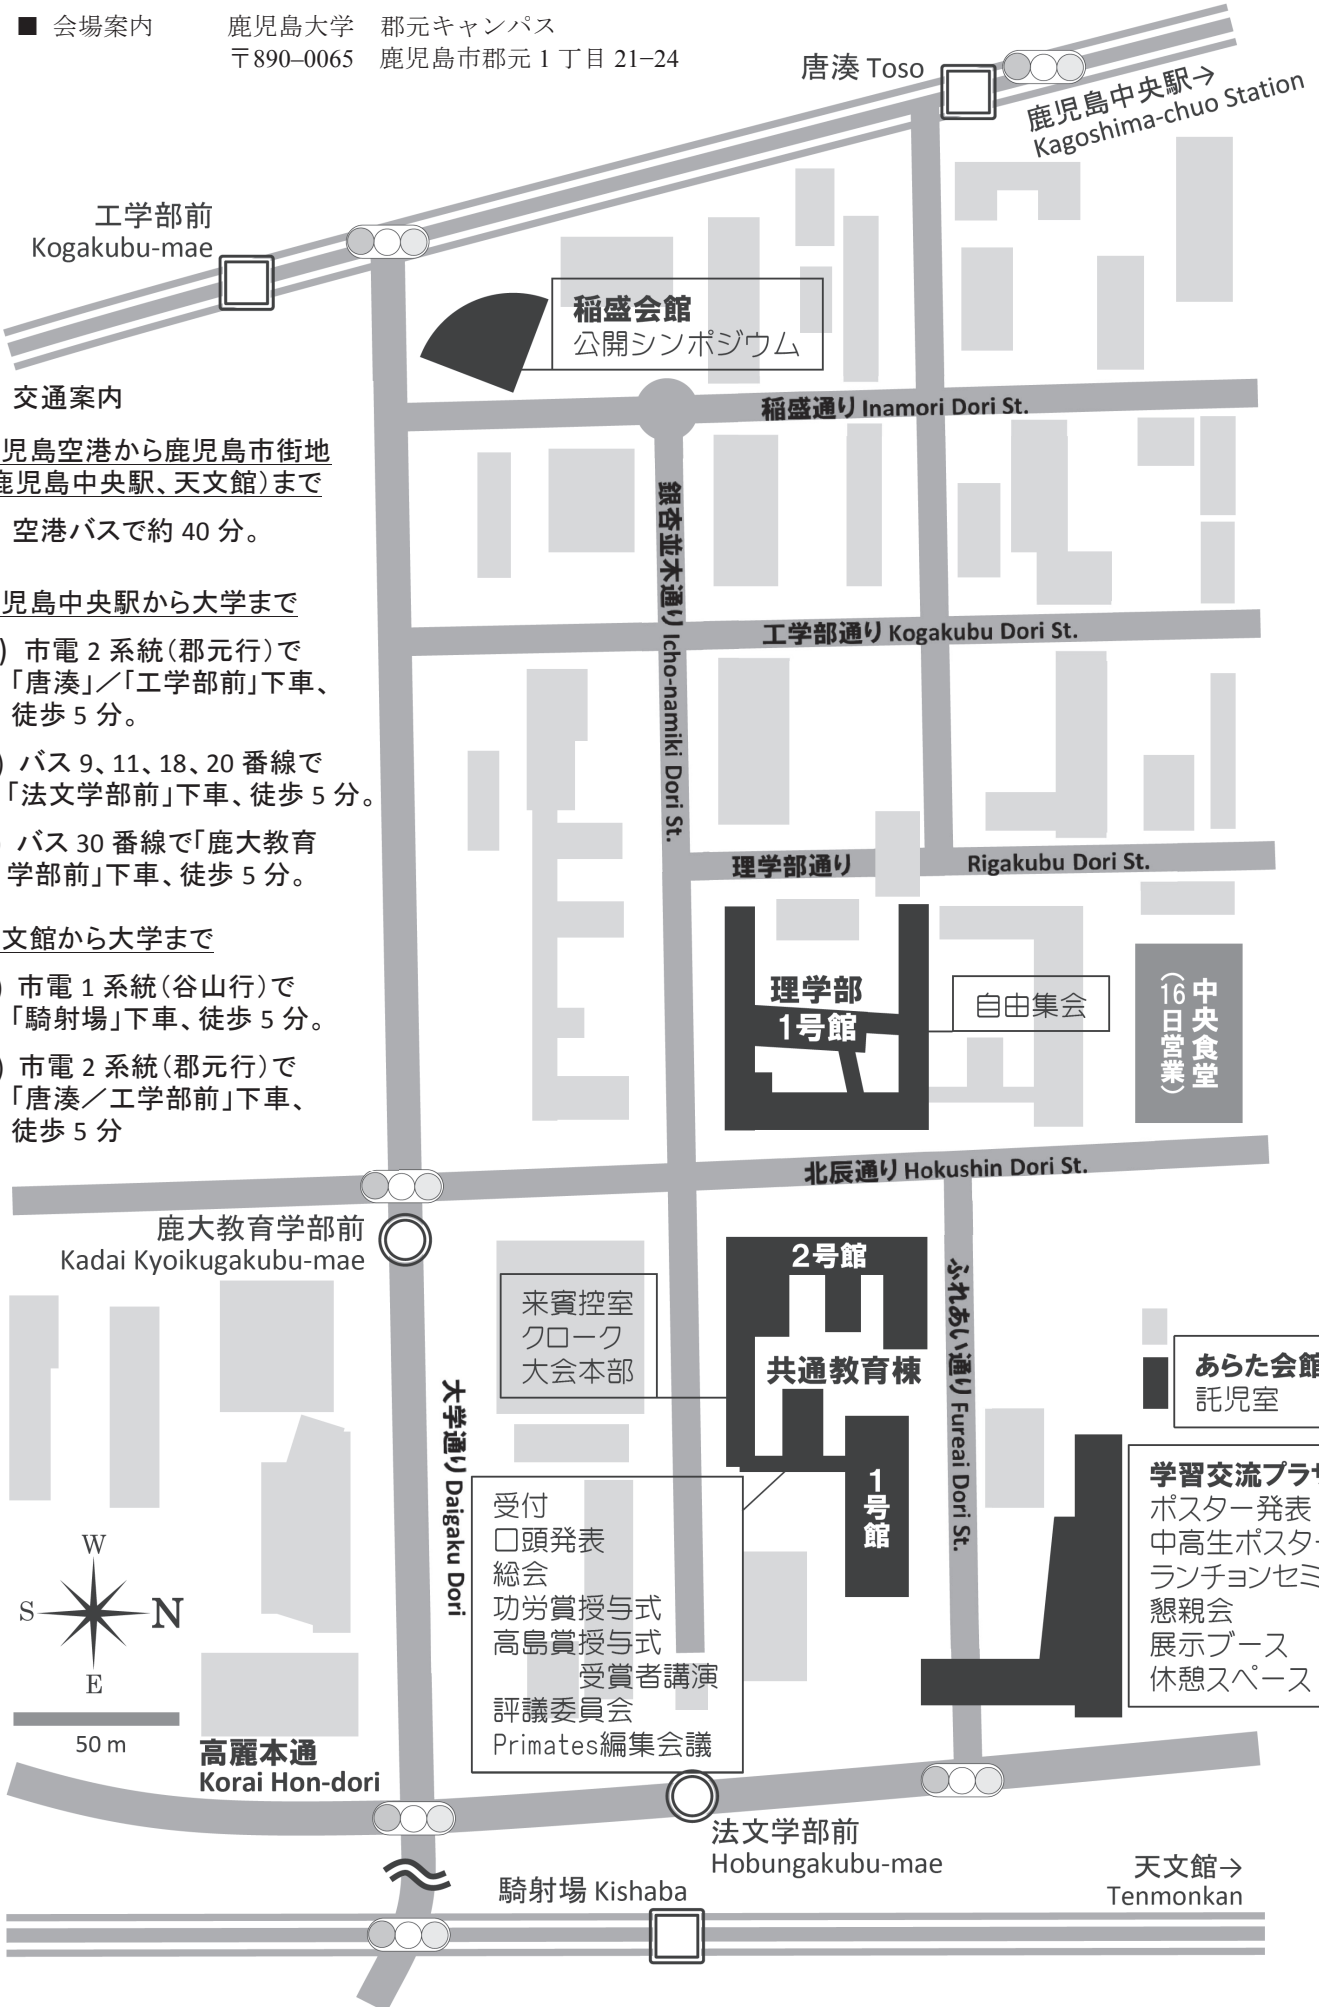 ■ 会場案内 鹿児島大学 郡元キャンパス
〒890–0065 鹿児島市郡元 1 丁目 21−24
唐湊 Toso
鹿児島中央駅→
Kagoshima-chuo Station
工学部前
Kogakubu-mae
稲盛会館
公開シンポジウム
稲盛通り Inamori Dori St.
交通案内
児島空港から鹿児島市街地
鹿児島中央駅、天文館)まで
空港バスで約 40 分。
児島中央駅から大学まで
) 市電 2 系統(郡元行)で
「唐湊」／「工学部前」下車、
徒歩 5 分。
) バス 9、11、18、20 番線で
「法文学部前」下車、徒歩 5 分。
バス 30 番線で「鹿大教育
学部前」下車、徒歩 5 分。
文館から大学まで
) 市電 1 系統(谷山行)で
「騎射場」下車、徒歩 5 分。
) 市電 2 系統(郡元行)で
「唐湊／工学部前」下車、
徒歩 5 分
銀杏並木通り Icho-namiki Dori St.
工学部通り Kogakubu Dori St.
理学部通り Rigakubu Dori St.
理学部
1号館
自由集会
中央食堂
(16日営業)
北辰通り Hokushin Dori St.
鹿大教育学部前
Kadai Kyoikugakubu-mae
2号館
来賓控室
クローク
大会本部
共通教育棟
1号館
ふれあい通り Fureai Dori St.
あらた会館
託児室
大学通り Daigaku Dori
受付
口頭発表
総会
功労賞授与式
高島賞授与式
受賞者講演
評議委員会
Primates編集会議
学習交流プラザ
ポスター発表
中高生ポスター
ランチョンセミ
懇親会
展示ブース
休憩スペース
W
S N
E
50 m
高麗本通
Korai Hon-dori
法文学部前
Hobungakubu-mae
騎射場 Kishaba
天文館→
Tenmonkan